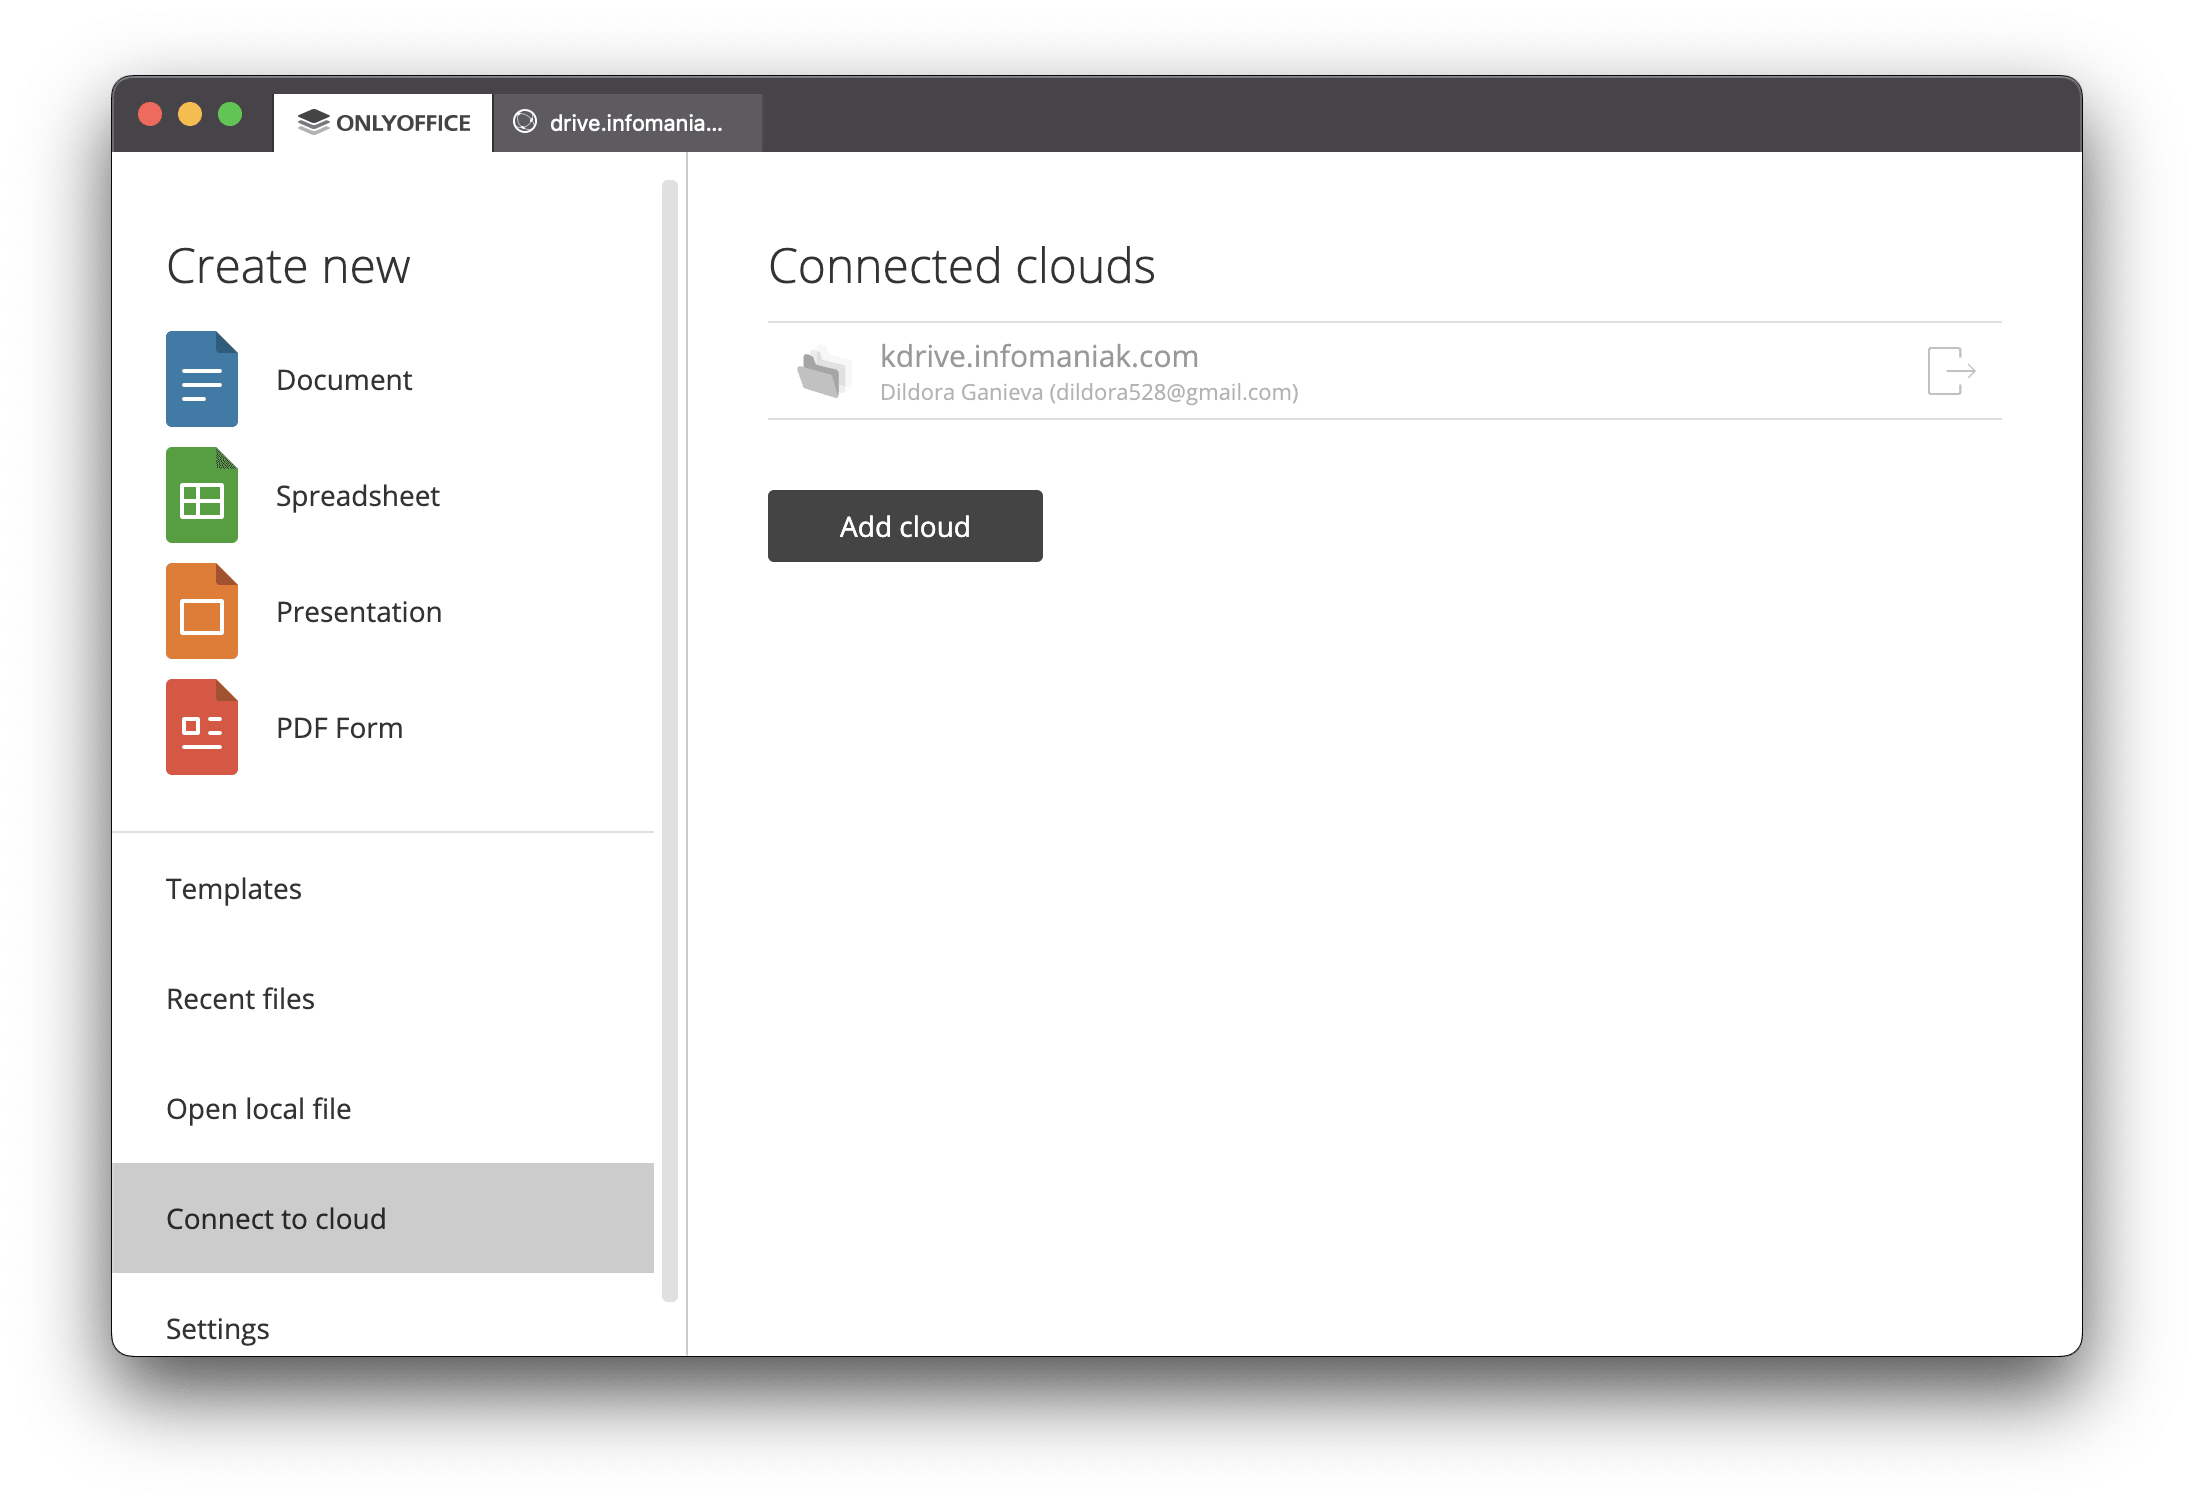 ONLYOFFICE
drive.infomania...
Create new
Document
Spreadsheet
Presentation
PDF Form
Templates
Recent files
Open local file
Connect to cloud
Settings
Connected clouds
kdrive.infomaniak.com
Dildora Ganieva (dildora528@gmail.com)
Add cloud